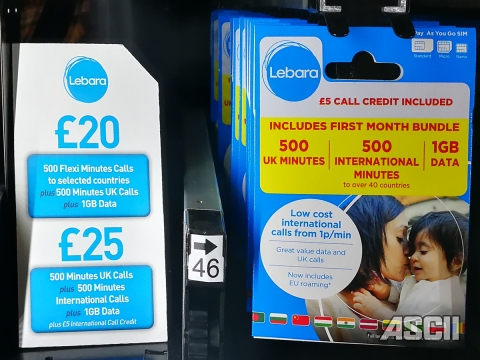 Lebara
£20
500 Flexi Minutes Calls
to selected countries
plus 500 Minutes UK Calls
plus 1GB Data
£25
500 Minutes UK Calls
plus 500 Minutes
International Calls
plus 1GB Data
plus £5 International Call Credit
46
Pay As You Go SIM
Standard Micro Nano
Lebara
£5 CALL CREDIT INCLUDED
INCLUDES FIRST MONTH BUNDLE
500
UK MINUTES
500
INTERNATIONAL
MINUTES
to over 40 countries
1GB
DATA
Low cost
international
calls from 1p/min
Great value data and
UK calls
Now includes
EU roaming*
ASCII